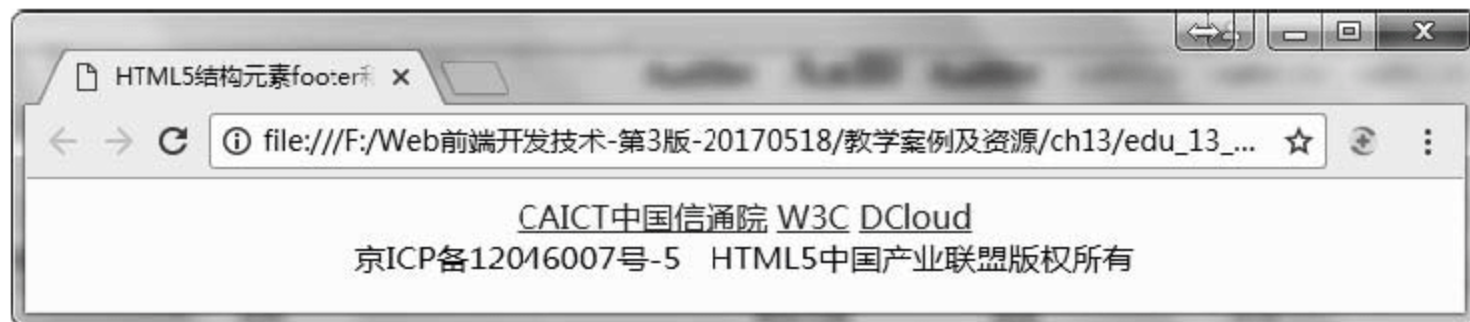 HTML5结构元素footer
file:///F:/Web前端开发技术-第3版-20170518/教学案例及资源/ch13/edu_13_...
CAICT中国信通院 W3C DCloud
京ICP备12046007号-5 HTML5中国产业联盟版权所有